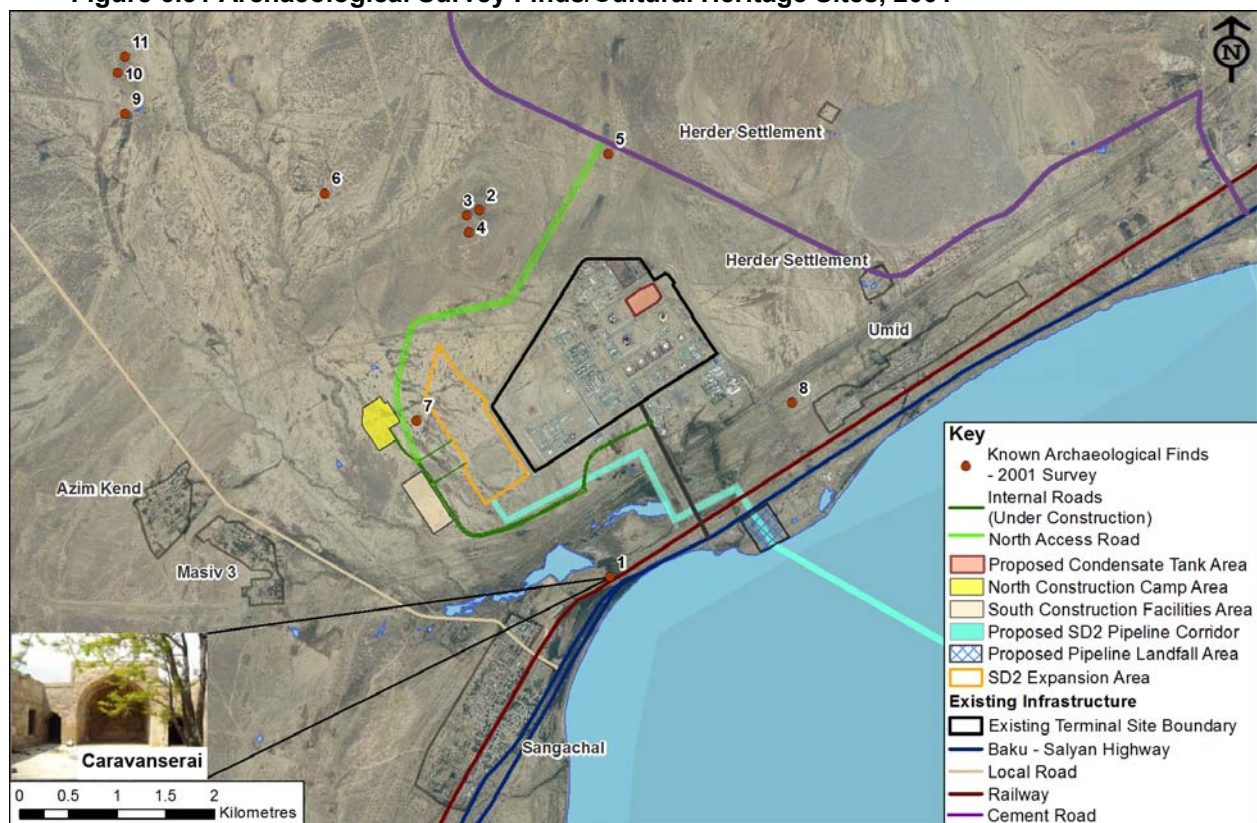 Figure Archaeological Survey Finds/Cultural Heritage Sites, 2001
N
11
10
9
5
Herder Settlement
6
2
3
4
Herder Settlement
Umid
8
7
Azim Kend
Masiv 3
1
Sangachal
Caravanserai
0 0.5 1 2
Kilometres
Key
Known Archaeological Finds
- 2001 Survey
Internal Roads
(Under Construction)
North Access Road
Proposed Condensate Tank Area
North Construction Camp Area
South Construction Facilities Area
Proposed SD2 Pipeline Corridor
Proposed Pipeline Landfall Area
SD2 Expansion Area
Existing Infrastructure
Existing Terminal Site Boundary
Baku - Salyan Highway
Local Road
Railway
Cement Road